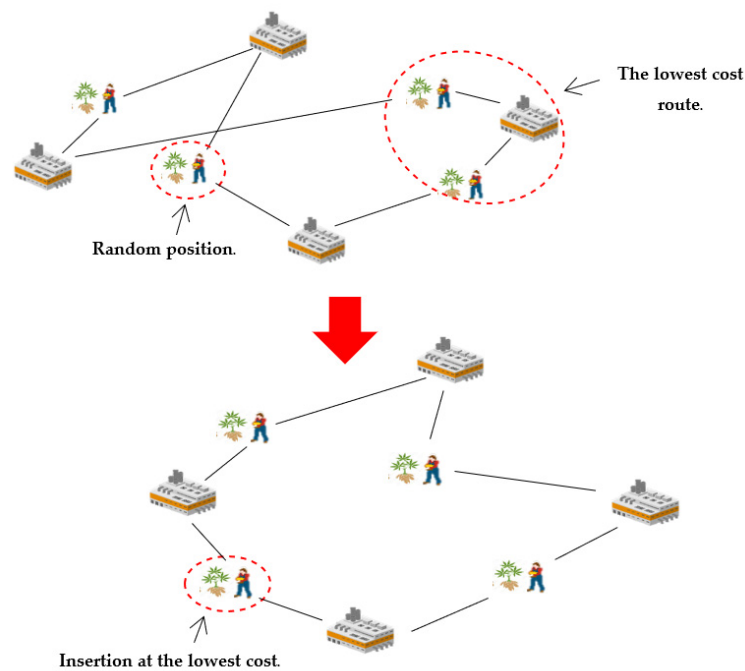 The lowest cost
route.
Random position.
Insertion at the lowest cost.